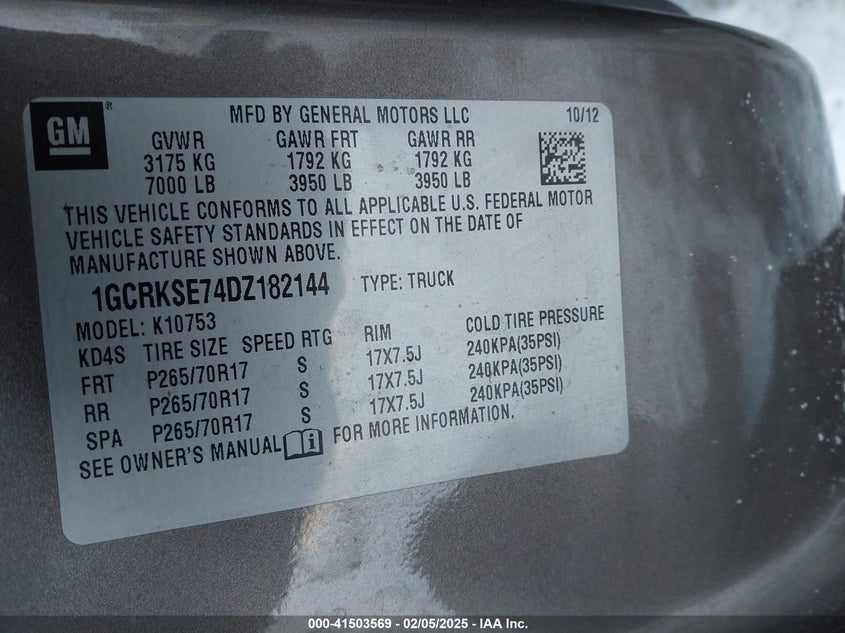 GM®
MFD BY GENERAL MOTORS LLC 10/12
GVWR GAWR FRT GAWR RR
3175 KG 1792 KG 1792 KG
7000 LB 3950 LB 3950 LB
THIS VEHICLE CONFORMS TO ALL APPLICABLE U.S. FEDERAL MOTOR
VEHICLE SAFETY STANDARDS IN EFFECT ON THE DATE OF
MANUFACTURE SHOWN ABOVE.
1GCRKSE74DZ182144 TYPE: TRUCK
MODEL: K10753
KD4S TIRE SIZE SPEED RTG RIM COLD TIRE PRESSURE
FRT P265/70R17 S 17X7.5J 240KPA(35PSI)
RR P265/70R17 S 17X7.5J 240KPA(35PSI)
SPA P265/70R17 S 17X7.5J 240KPA(35PSI)
SEE OWNER'S MANUAL i FOR MORE INFORMATION.
000-41503569 - 02/05/2025 - IAA Inc.